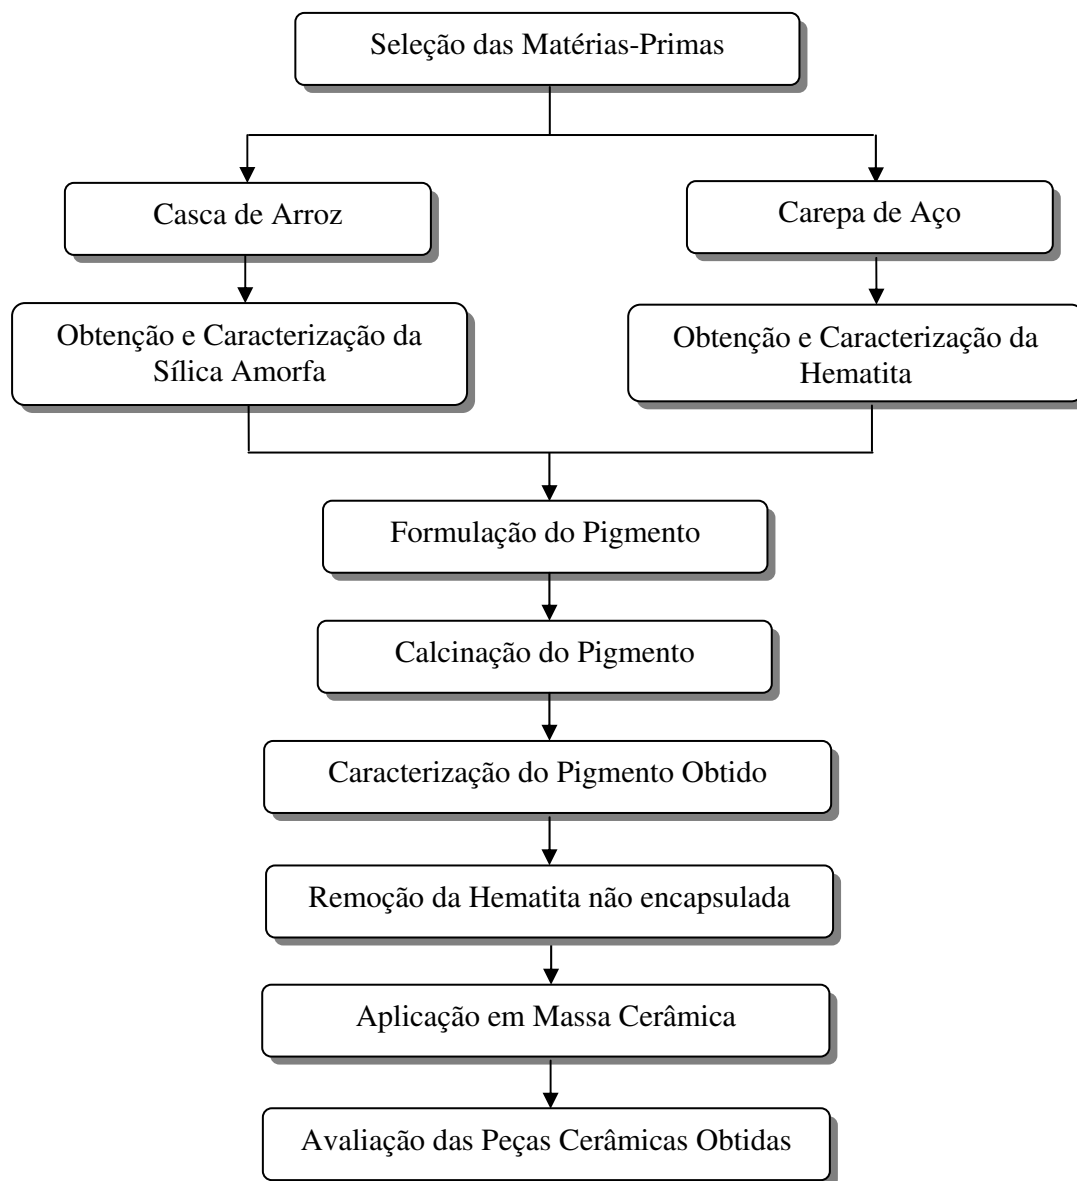 Seleção das Matérias-Primas
Casca de Arroz
Carepa de Aço
Obtenção e Caracterização da
Sílica Amorfa
Obtenção e Caracterização da
Hematita
Formulação do Pigmento
Calcinação do Pigmento
Caracterização do Pigmento Obtido
Remoção da Hematita não encapsulada
Aplicação em Massa Cerâmica
Avaliação das Peças Cerâmicas Obtidas